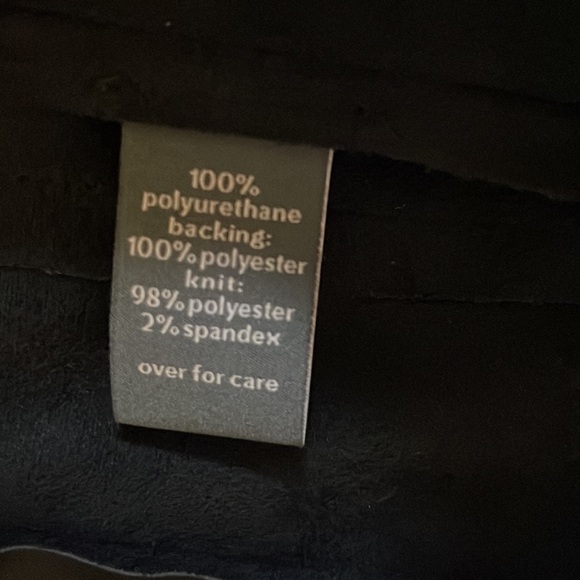 100%
polyurethane
backing:
100% polyester
knit:
98% polyester
2% spandex
over for care